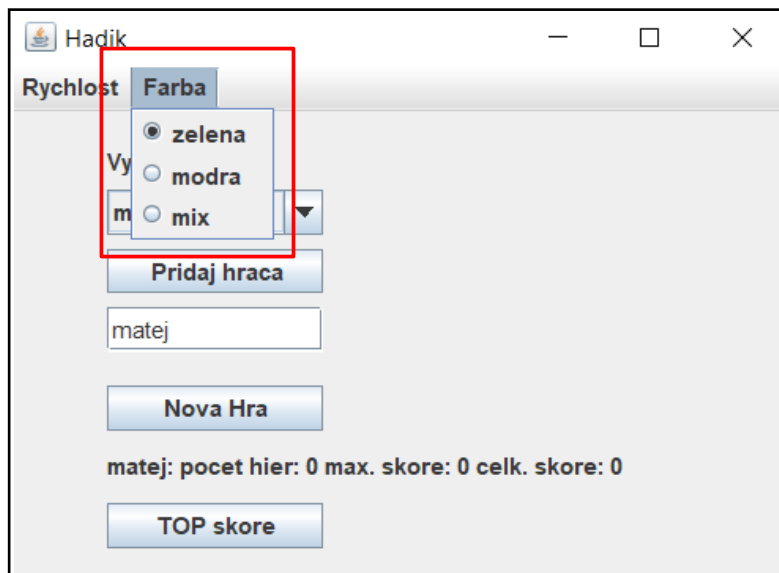 Hadik
Rychlost Farba
zelena
Vy
modra
m
mix
Pridaj hraca
matej
Nova Hra
matej: pocet hier: 0 max. skore: 0 celk. skore: 0
TOP skore